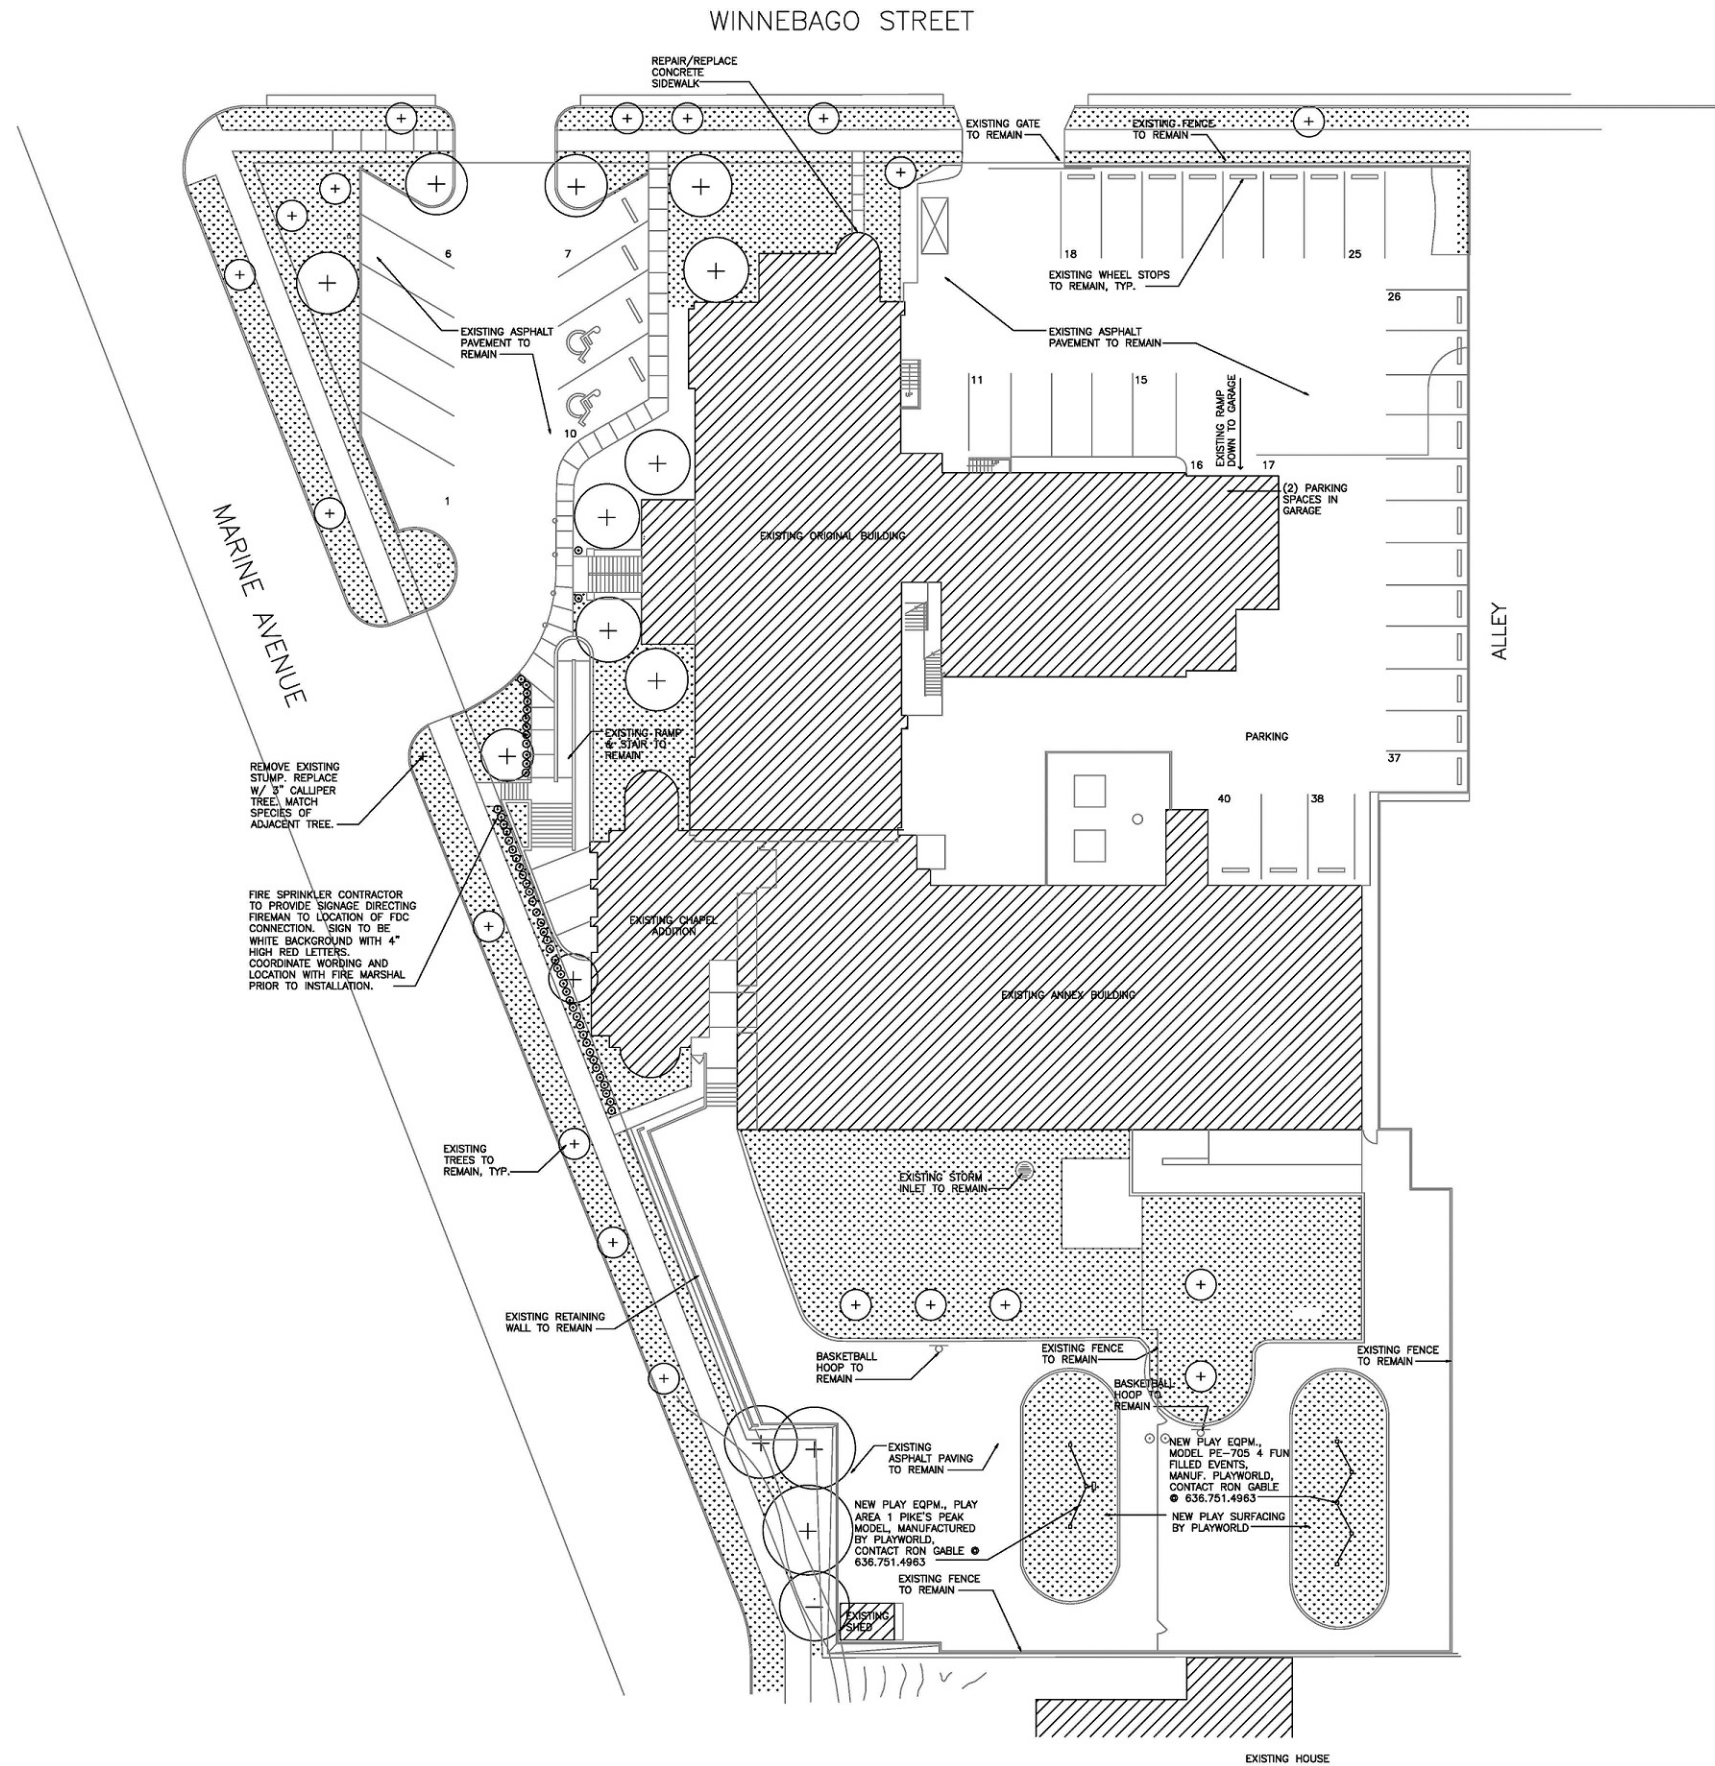 WINNEBAGO STREET
REPAIR/REPLACE
CONCRETE
SIDEWALK
EXISTING GATE
TO REMAIN
EXISTING FENCE
TO REMAIN
6
7
18
25
EXISTING WHEEL STOPS
TO REMAIN, TYP.
26
EXISTING ASPHALT
PAVEMENT TO
REMAIN
EXISTING ASPHALT
PAVEMENT TO REMAIN
11
15
EXISTING RAMP
DOWN TO GARAGE
10
16
17
1
(2) PARKING
SPACES IN
GARAGE
MARINE AVENUE
EXISTING ORIGINAL BUILDING
ALLEY
EXISTING RAMP
& STAIR TO
REMAIN
PARKING
37
REMOVE EXISTING
STUMP. REPLACE
W/ 3" CALLIPER
TREE. MATCH
SPECIES OF
ADJACENT TREE.
40
38
FIRE SPRINKLER CONTRACTOR
TO PROVIDE SIGNAGE DIRECTING
FIREMAN TO LOCATION OF FDC
CONNECTION. SIGN TO BE
WHITE BACKGROUND WITH 4"
HIGH RED LETTERS.
COORDINATE WORDING AND
LOCATION WITH FIRE MARSHAL
PRIOR TO INSTALLATION.
EXISTING CHAPEL
ADDITION
EXISTING ANNEX BUILDING
EXISTING
TREES TO
REMAIN, TYP.
EXISTING STORM
INLET TO REMAIN
EXISTING RETAINING
WALL TO REMAIN
BASKETBALL
HOOP TO
REMAIN
EXISTING FENCE
TO REMAIN
EXISTING FENCE
TO REMAIN
BASKETBALL
HOOP TO
REMAIN
EXISTING
ASPHALT PAVING
TO REMAIN
NEW PLAY EQPM.,
MODEL PE-705 4 FUN
FILLED EVENTS,
MANUF. PLAYWORLD,
CONTACT RON GABLE
@ 636.751.4963
NEW PLAY EQPM., PLAY
AREA 1 PIKE'S PEAK
MODEL, MANUFACTURED
BY PLAYWORLD,
CONTACT RON GABLE @
636.751.4963
NEW PLAY SURFACING
BY PLAYWORLD
EXISTING FENCE
TO REMAIN
EXISTING
SHED
EXISTING HOUSE